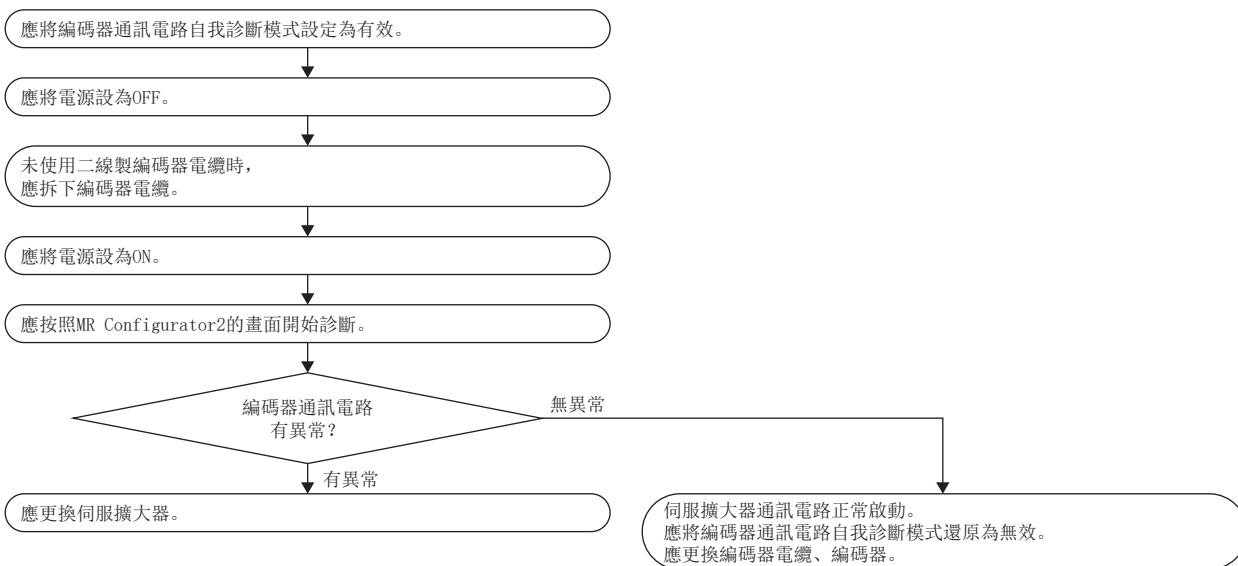 應將編碼器通訊電路自我診斷模式設定為有效。
應將電源設為OFF。
未使用二線製編碼器電纜時，
應拆下編碼器電纜。
應將電源設為ON。
應按照MR Configurator2的畫面開始診斷。
編碼器通訊電路
有異常？
無異常
有異常
應更換伺服擴大器。
伺服擴大器通訊電路正常啟動。
應將編碼器通訊電路自我診斷模式還原為無效。
應更換編碼器電纜、編碼器。